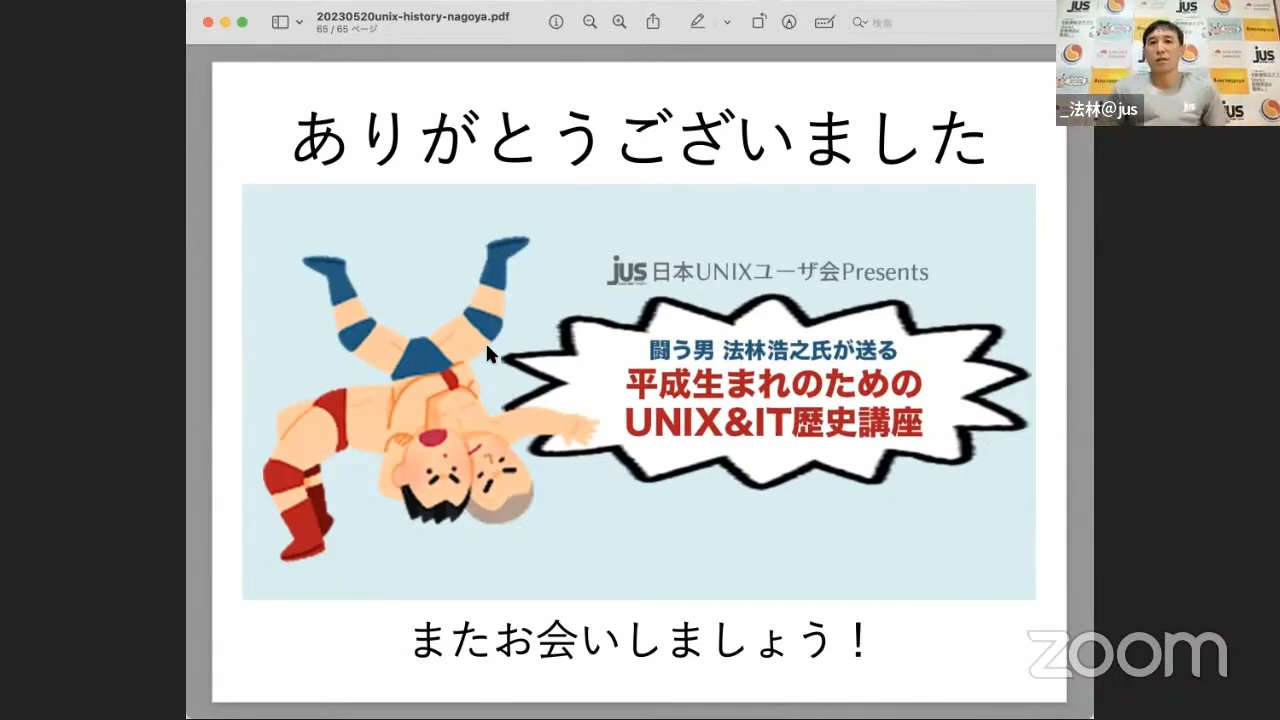 20230520unix-history-nagoya.pdf
65 / 65 ページ
検索
jus
_法林@jus
ありがとうございました
jus 日本UNIXユーザ会Presents
闘う男 法林浩之氏が送る
平成生まれのための
UNIX&IT歴史講座
またお会いしましょう！
zoom